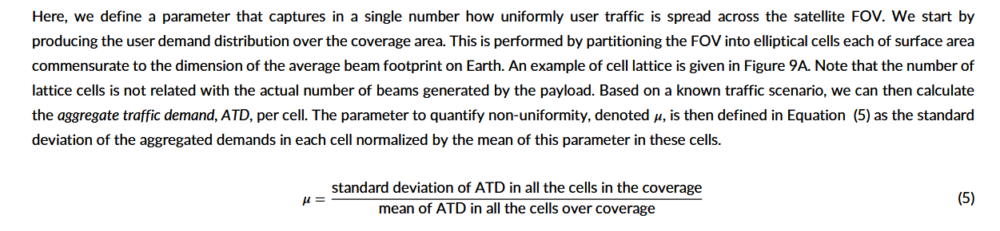 Here, we define a parameter that captures in a single number how uniformly user traffic is spread across the satellite FOV. We start by
producing the user demand distribution over the coverage area. This is performed by partitioning the FOV into elliptical cells each of surface area
commensurate to the dimension of the average beam footprint on Earth. An example of cell lattice is given in Figure 9A. Note that the number of
lattice cells is not related with the actual number of beams generated by the payload. Based on a known traffic scenario, we can then calculate
the aggregate traffic demand, ATD, per cell. The parameter to quantify non-uniformity, denoted μ, is then defined in Equation (5) as the standard
deviation of the aggregated demands in each cell normalized by the mean of this parameter in these cells.
μ = standard deviation of ATD in all the cells in the coverage
mean of ATD in all the cells over coverage (5)